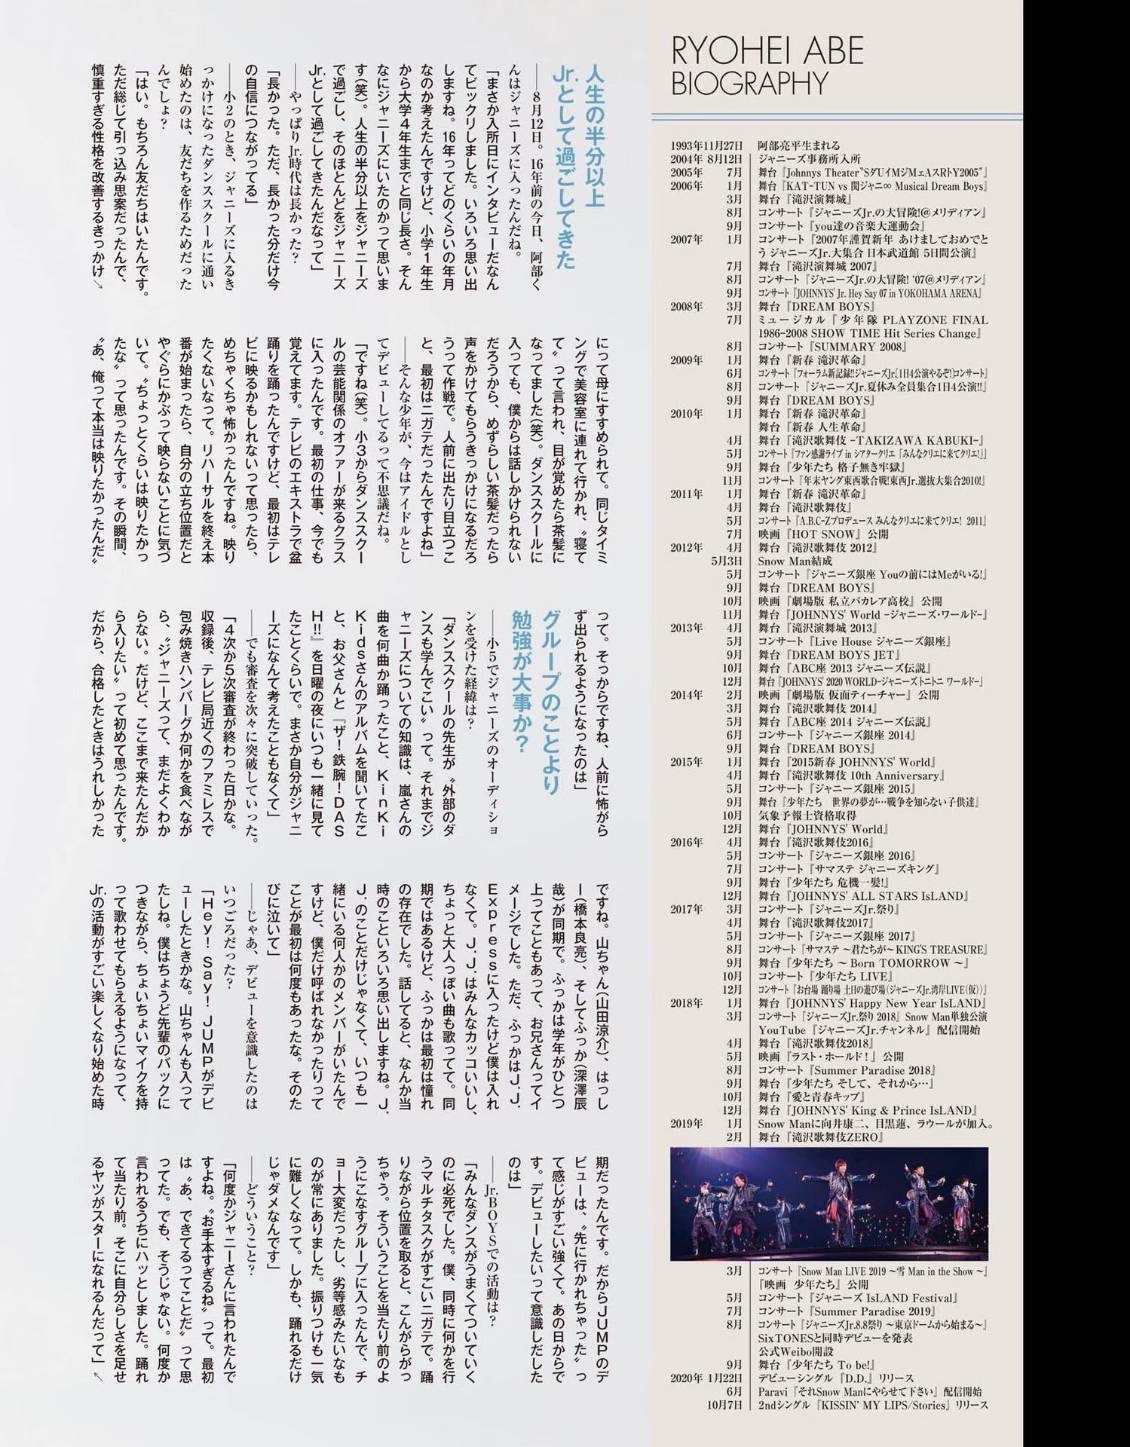 RYOHEI ABE
BIOGRAPHY
1993年11月27日 阿部亮平生まれる
2004年 8月12日 ジャニーズ事務所入所
2005年 7月 舞台『Johnnys Theater"SダUイMジMェAスRトY2005"』
2006年 1月 舞台『KAT-TUN vs 関ジャニ∞ Musical Dream Boys』
3月 舞台『滝沢演舞城』
8月 コンサート『ジャニーズJr.の大冒険!@メリディアン』
9月 コンサート『you達の音楽大運動会』
2007年 1月 コンサート『2007年謹賀新年 あけましておめでと
う ジャニーズJr.大集合 日本武道館 5日間公演』
7月 舞台『滝沢演舞城 2007』
8月 コンサート『ジャニーズJr.の大冒険! '07@メリディアン』
9月 コンサート『JOHNNYS' Jr. Hey Say 07 in YOKOHAMA ARENA』
2008年 3月 舞台『DREAM BOYS』
7月 ミュージカル『少年隊 PLAYZONE FINAL
1986-2008 SHOW TIME Hit Series Change』
8月 コンサート『SUMMARY 2008』
2009年 1月 舞台『新春 滝沢革命』
6月 コンサート『フォーラム新記録!!ジャニーズJr.[1日4公演やるぞ!]コンサート』
8月 コンサート『ジャニーズJr.夏休み全員集合1日4公演!!』
9月 舞台『DREAM BOYS』
2010年 1月 舞台『新春 滝沢革命』
舞台『新春 人生革命』
4月 舞台『滝沢歌舞伎 -TAKIZAWA KABUKI-』
5月 コンサート『ファン感謝ライブ in シアタークリエ「みんなクリエに来てクリエ!」』
9月 舞台『少年たち 格子無き牢獄』
11月 コンサート『年末ヤング東西歌合戦!東西Jr.選抜大集合2010!』
2011年 1月 舞台『新春 滝沢革命』
4月 舞台『滝沢歌舞伎』
5月 コンサート『A.B.C-Zプロデュース みんなクリエに来てクリエ! 2011』
7月 映画『HOT SNOW』公開
2012年 4月 舞台『滝沢歌舞伎 2012』
5月3日 Snow Man結成
5月 コンサート『ジャニーズ銀座 Youの前にはMeがいる!』
9月 舞台『DREAM BOYS』
10月 映画『劇場版 私立バカレア高校』公開
11月 舞台『JOHNNYS' World -ジャニーズ・ワールド-』
2013年 4月 舞台『滝沢演舞城 2013』
5月 コンサート『Live House ジャニーズ銀座』
9月 舞台『DREAM BOYS JET』
10月 舞台『ABC座 2013 ジャニーズ伝説』
12月 舞台『JOHNNYS' 2020 WORLD-ジャニーズ トニトニ ワールド-』
2014年 2月 映画『劇場版 仮面ティーチャー』公開
3月 舞台『滝沢歌舞伎 2014』
5月 舞台『ABC座 2014 ジャニーズ伝説』
6月 コンサート『ジャニーズ銀座 2014』
9月 舞台『DREAM BOYS』
2015年 1月 舞台『2015新春 JOHNNYS' World』
4月 舞台『滝沢歌舞伎 10th Anniversary』
5月 コンサート『ジャニーズ銀座 2015』
9月 舞台『少年たち 世界の夢が…戦争を知らない子供達』
10月 気象予報士資格取得
12月 舞台『JOHNNYS' World』
2016年 4月 舞台『滝沢歌舞伎2016』
5月 コンサート『ジャニーズ銀座 2016』
7月 コンサート『サマステ ジャニーズキング』
9月 舞台『少年たち 危機一髪!』
12月 舞台『JOHNNYS' ALL STARS IsLAND』
2017年 3月 コンサート『ジャニーズJr.祭り』
4月 舞台『滝沢歌舞伎2017』
5月 コンサート『ジャニーズ銀座 2017』
8月 コンサート『サマステ ~君たちが~KING'S TREASURE』
9月 舞台『少年たち ~ Born TOMORROW ~』
10月 コンサート『少年たち LIVE』
12月 コンサート『お台場 踊り場 土日の遊び場(ジャニーズJr.湾岸LIVE(仮))』
2018年 1月 舞台『JOHNNYS' Happy New Year IsLAND』
3月 コンサート『ジャニーズJr.祭り 2018』Snow Man単独公演
YouTube『ジャニーズJr.チャンネル』配信開始
4月 舞台『滝沢歌舞伎2018』
5月 映画『ラスト・ホールド!』公開
8月 コンサート『Summer Paradise 2018』
9月 舞台『少年たち そして、それから…』
10月 舞台『愛と青春キップ』
12月 舞台『JOHNNYS' King & Prince IsLAND』
2019年 1月 Snow Manに向井康二、目黒蓮、ラウールが加入。
2月 舞台『滝沢歌舞伎ZERO』
3月 コンサート『Snow Man LIVE 2019 ~雪 Man in the Show ~』
『映画 少年たち』公開
5月 コンサート『ジャニーズ IsLAND Festival』
7月 コンサート『Summer Paradise 2019』
8月 コンサート『ジャニーズJr.8.8祭り ~東京ドームから始まる~』
SixTONESと同時デビューを発表
公式Weibo開設
9月 舞台『少年たち To be!』
2020年 1月22日 デビューシングル『D.D.』リリース
6月 Paravi『それSnow Manにやらせて下さい』配信開始
10月7日 2ndシングル『KISSIN' MY LIPS/Stories』リリース
人生の半分以上
Jr.として過ごしてきた
――8月12日。16年前の今日、阿部く
んはジャニーズに入ったんだね。
「まさか入所日にインタビューだなん
てビックリしました。いろいろ思い出
しますね。16年ってどのくらいの年月
なのか考えたんですけど、小学1年生
から大学4年生までと同じ長さ。そん
なにジャニーズにいたのかって思いま
す(笑)。人生の半分以上をジャニーズ
で過ごし、そのほとんどをジャニーズ
Jr.として過ごしてきたんだなって」
――やっぱりJr.時代は長かった?
「長かった。ただ、長かった分だけ今
の自信につながってる」
――小2のとき、ジャニーズに入るき
っかけになったダンススクールに通い
始めたのは、友だちを作るためだった
んでしょ?
「はい。もちろん友だちはいたんです。
ただ総じて引っ込み思案だったんで、
慎重すぎる性格を改善するきっかけ↘
にって母にすすめられて。同じタイミ
ングで美容室に連れて行かれ、〝寝て
て〟って言われ、目が覚めたら茶髪に
なってました(笑)。ダンススクールに
入っても、僕からは話しかけられない
だろうから、めずらしい茶髪だったら
声をかけてもらうきっかけになるだろ
うって作戦で。人前に出たり目立つこ
と、最初はニガテだったんですよね」
――そんな少年が、今はアイドルとし
てデビューしてるって不思議だね。
「ですね(笑)。小3からダンススクー
ルの芸能関係のオファーが来るクラス
に入ったんです。最初の仕事、今でも
覚えてます。テレビのエキストラで盆
踊りを踊ったんですけど、最初はテレ
ビに映るかもしれないって思ったら、
めちゃくちゃ怖かったんですね。映り
たくないなって。リハーサルを終え本
番が始まったら、自分の立ち位置だと
やぐらにかぶって映らないことに気づ
いて。〝ちょっとくらいは映りたかっ
たな〟って思ったんです。その瞬間、
〝あ、俺って本当は映りたかったんだ〟
って。そっからですね、人前に怖がら
ず出られるようになったのは」
グループのことより
勉強が大事か?
――小5でジャニーズのオーディショ
ンを受けた経緯は?
「ダンススクールの先生が〝外部のダ
ンスも学んでこい〟って。それまでジ
ャニーズについての知識は、嵐さんの
曲を何曲か踊ったこと、KinKi
Kidsさんのアルバムを聞いてたこ
と、お父さんと『ザ!鉄腕!DAS
H!!』を日曜の夜にいつも一緒に見て
たことくらいで。まさか自分がジャニ
ーズになんて考えたこともなくて」
――でも審査を次々に突破していった。
「4次か5次審査が終わった日かな。
収録後、テレビ局近くのファミレスで
包み焼きハンバーグか何かを食べなが
ら、〝ジャニーズって、まだよくわか
らない。だけど、ここまで来たんだか
ら入りたい〟って初めて思ったんです。
だから、合格したときはうれしかった
ですね。山ちゃん(山田涼介)、はっし
ー(橋本良亮)、そしてふっか(深澤辰
哉)が同期で。ふっかは学年がひとつ
上ってこともあって、お兄さんってイ
メージでした。ただ、ふっかはJ.J.
Expressに入ったけど僕は入れ
なくて。J.J.はみんなカッコいいし、
ちょっと大人っぽい曲も歌ってて。同
期ではあるけど、ふっかは最初は憧れ
の存在でした。話してると、なんか当
時のこといろいろ思い出しますね。J.
J.のことだけじゃなくて、いつも一
緒にいる何人かのメンバーがいたんで
すけど、僕だけ呼ばれなかったりって
ことが最初は何度もあったな。そのた
びに泣いて」
――じゃあ、デビューを意識したのは
いつごろだった?
「Hey!Say!JUMPがデビ
ューしたときかな。山ちゃんも入って
たしね。僕はちょうど先輩のバックに
つきながら、ちょいちょいマイクを持
って歌わせてもらえるようになって、
Jr.の活動がすごい楽しくなり始めた時
期だったんです。だからJUMPのデ
ビューは、〝先に行かれちゃった〟っ
て感じがすごい強くて。あの日からで
す。デビューしたいって意識しだした
のは」
――Jr.BOYSでの活動は?
「みんなダンスがうまくてついていく
のに必死でした。僕、同時に何かを行
うマルチタスクがすごいニガテで。踊
りながら位置を取ると、こんがらがっ
ちゃう。そういうことを当たり前のよ
うにこなすグループに入ったんで、チ
ョー大変だったし、劣等感みたいなも
のが常にありました。振りつけも一気
に難しくなって。しかも、踊れるだけ
じゃダメなんです」
――どういうこと?
「何度かジャニーさんに言われたんで
すよね。〝お手本すぎるね〟って。最初
は〝あ、できてるってことだ〟って思
ってた。でも、そうじゃない。何度か
言われるうちにハッとしました。踊れ
て当たり前。そこに自分らしさを足せ
るヤツがスターになれるんだって」↖